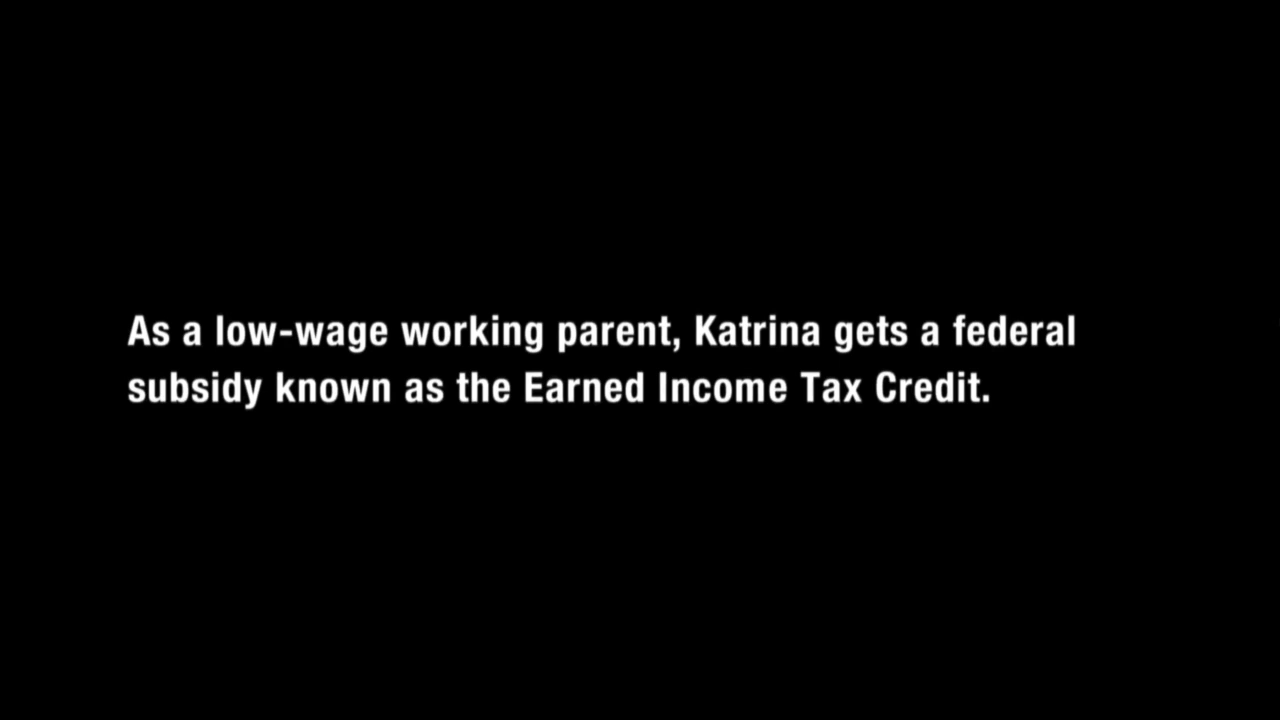 As a low-wage working parent, Katrina gets a federal
subsidy known as the Earned Income Tax Credit.